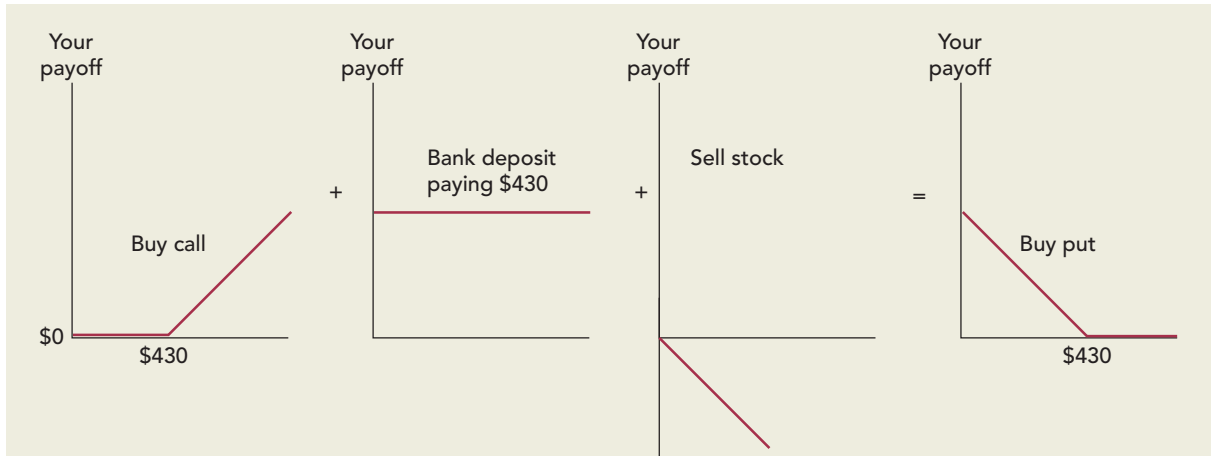 Your
payoff
Buy call
$0
$430
+
Your
payoff
Bank deposit
paying $430
+
Your
payoff
Sell stock
=
Your
payoff
Buy put
$430